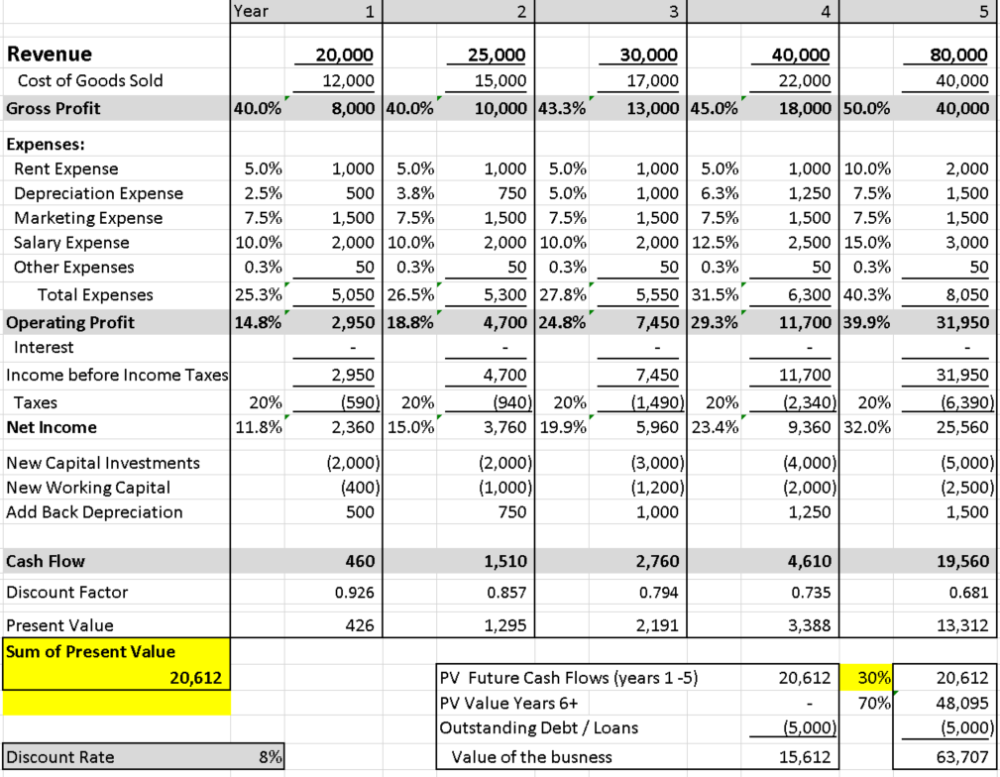 Year 1 2 3 4 5
Revenue 20,000 25,000 30,000 40,000 80,000
Cost of Goods Sold 12,000 15,000 17,000 22,000 40,000
Gross Profit 40.0% 8,000 40.0% 10,000 43.3% 13,000 45.0% 18,000 50.0% 40,000
Expenses:
Rent Expense 5.0% 1,000 5.0% 1,000 5.0% 1,000 5.0% 1,000 10.0% 2,000
Depreciation Expense 2.5% 500 3.8% 750 5.0% 1,000 6.3% 1,250 7.5% 1,500
Marketing Expense 7.5% 1,500 7.5% 1,500 7.5% 1,500 7.5% 1,500 7.5% 1,500
Salary Expense 10.0% 2,000 10.0% 2,000 10.0% 2,000 12.5% 2,500 15.0% 3,000
Other Expenses 0.3% 50 0.3% 50 0.3% 50 0.3% 50 0.3% 50
Total Expenses 25.3% 5,050 26.5% 5,300 27.8% 5,550 31.5% 6,300 40.3% 8,050
Operating Profit 14.8% 2,950 18.8% 4,700 24.8% 7,450 29.3% 11,700 39.9% 31,950
Interest - - - - -
Income before Income Taxes 2,950 4,700 7,450 11,700 31,950
Taxes 20% (590) 20% (940) 20% (1,490) 20% (2,340) 20% (6,390)
Net Income 11.8% 2,360 15.0% 3,760 19.9% 5,960 23.4% 9,360 32.0% 25,560
New Capital Investments (2,000) (2,000) (3,000) (4,000) (5,000)
New Working Capital (400) (1,000) (1,200) (2,000) (2,500)
Add Back Depreciation 500 750 1,000 1,250 1,500
Cash Flow 460 1,510 2,760 4,610 19,560
Discount Factor 0.926 0.857 0.794 0.735 0.681
Present Value 426 1,295 2,191 3,388 13,312
Sum of Present Value
20,612
PV Future Cash Flows (years 1 -5) 20,612 30% 20,612
PV Value Years 6+ - 70% 48,095
Outstanding Debt / Loans (5,000) (5,000)
Value of the busness 15,612 63,707
Discount Rate 8%